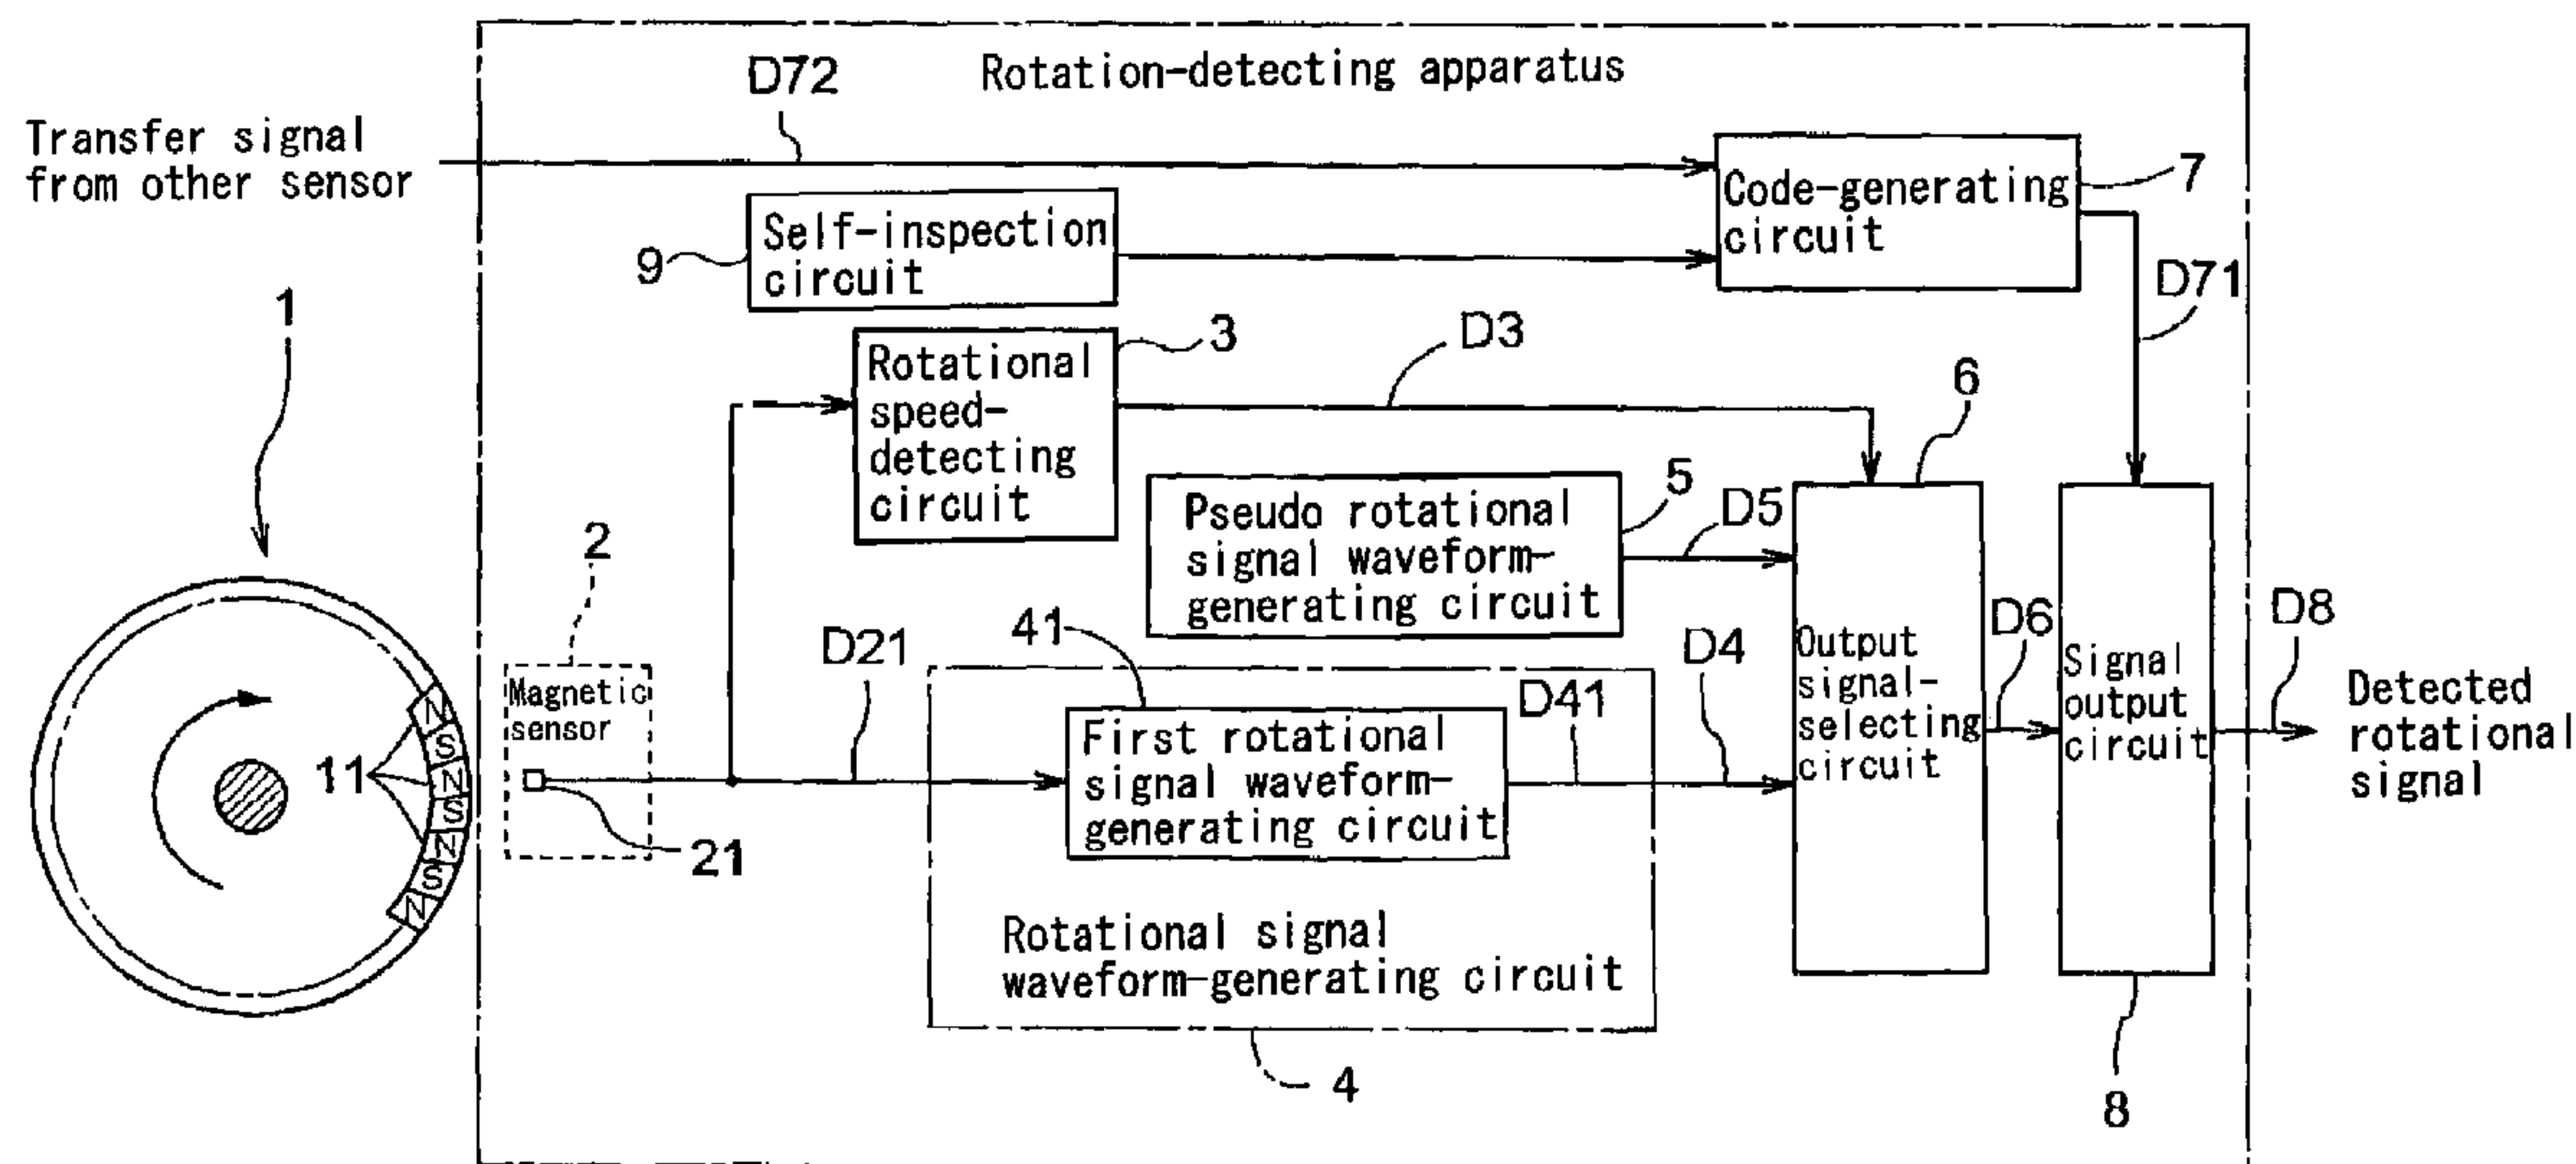 Rotation-detecting apparatus
D72
Transfer signal
from other sensor
Code-generating
circuit
7
Self-inspection
circuit
9
D71
1
Rotational
speed-
detecting
circuit
3
D3
6
Pseudo rotational
signal waveform-
generating circuit
5
D5
2
Magnetic
sensor
21
D21
41
First rotational
signal waveform-
generating circuit
D41
D4
Rotational signal
waveform-generating circuit
4
Output
signal-
selecting
circuit
D6
Signal
output
circuit
8
D8
Detected
rotational
signal
11
N
S
N
S
N
S
N